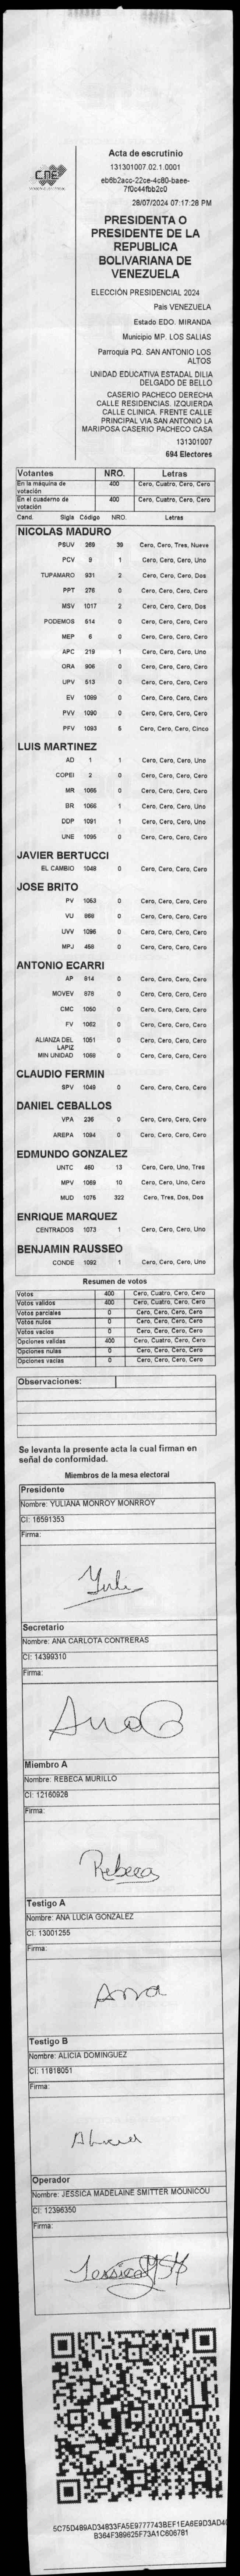 CNE
Acta de escrutinio
131301007.02.1.0001
eb6b2acc-22ce-4c80-baee-
7f0c44fbb2c0
28/07/2024 07:17:28 PM
PRESIDENTA O
PRESIDENTE DE LA
REPUBLICA
BOLIVARIANA DE
VENEZUELA
ELECCIÓN PRESIDENCIAL 2024
Pais VENEZUELA
Estado EDO. MIRANDA
Municipio MP. LOS SALIAS
Parroquia PQ. SAN ANTONIO LOS
ALTOS
UNIDAD EDUCATIVA ESTADAL DILIA
DELGADO DE BELLO
CASERIO PACHECO DERECHA
CALLE RESIDENCIAS. IZQUIERDA
CALLE CLINICA. FRENTE CALLE
PRINCIPAL VIA SAN ANTONIO LA
MARIPOSA CASERIO PACHECO CASA
131301007
694 Electores
Votantes NRO. Letras
En la máquina de votación 400 Cero, Cuatro, Cero, Cero
En el cuaderno de votación 400 Cero, Cuatro, Cero, Cero
Cand. Sigla Código NRO. Letras
NICOLAS MADURO
PSUV 269 39 Cero, Cero, Tres, Nueve
PCV 9 1 Cero, Cero, Cero, Uno
TUPAMARO 931 2 Cero, Cero, Cero, Dos
PPT 276 0 Cero, Cero, Cero, Cero
MSV 1017 2 Cero, Cero, Cero, Dos
PODEMOS 514 0 Cero, Cero, Cero, Cero
MEP 6 0 Cero, Cero, Cero, Cero
APC 219 1 Cero, Cero, Cero, Uno
ORA 906 0 Cero, Cero, Cero, Cero
UPV 513 0 Cero, Cero, Cero, Cero
EV 1089 0 Cero, Cero, Cero, Cero
PVV 1090 0 Cero, Cero, Cero, Cero
PFV 1093 5 Cero, Cero, Cero, Cinco
LUIS MARTINEZ
AD 1 1 Cero, Cero, Cero, Uno
COPEI 2 0 Cero, Cero, Cero, Cero
MR 1065 0 Cero, Cero, Cero, Cero
BR 1066 1 Cero, Cero, Cero, Uno
DDP 1091 1 Cero, Cero, Cero, Uno
UNE 1095 0 Cero, Cero, Cero, Cero
JAVIER BERTUCCI
EL CAMBIO 1048 0 Cero, Cero, Cero, Cero
JOSE BRITO
PV 1053 0 Cero, Cero, Cero, Cero
VU 868 0 Cero, Cero, Cero, Cero
UVV 1096 0 Cero, Cero, Cero, Cero
MPJ 456 0 Cero, Cero, Cero, Cero
ANTONIO ECARRI
AP 814 0 Cero, Cero, Cero, Cero
MOVEV 878 0 Cero, Cero, Cero, Cero
CMC 1050 0 Cero, Cero, Cero, Cero
FV 1062 0 Cero, Cero, Cero, Cero
ALIANZA DEL 1051 0 Cero, Cero, Cero, Cero
LAPIZ
MIN UNIDAD 1088 0 Cero, Cero, Cero, Cero
CLAUDIO FERMIN
SPV 1049 0 Cero, Cero, Cero, Cero
DANIEL CEBALLOS
VPA 236 0 Cero, Cero, Cero, Cero
AREPA 1094 0 Cero, Cero, Cero, Cero
EDMUNDO GONZALEZ
UNTC 460 13 Cero, Cero, Uno, Tres
MPV 1069 10 Cero, Cero, Uno, Cero
MUD 1075 322 Cero, Tres, Dos, Dos
ENRIQUE MARQUEZ
CENTRADOS 1073 1 Cero, Cero, Cero, Uno
BENJAMIN RAUSSEO
CONDE 1092 1 Cero, Cero, Cero, Uno
Resumen de votos
Votos 400 Cero, Cuatro, Cero, Cero
Votos validos 400 Cero, Cuatro, Cero, Cero
Votos parciales 0 Cero, Cero, Cero, Cero
Votos nulos 0 Cero, Cero, Cero, Cero
Votos vacios 0 Cero, Cero, Cero, Cero
Opciones validas 400 Cero, Cuatro, Cero, Cero
Opciones nulas 0 Cero, Cero, Cero, Cero
Opciones vacias 0 Cero, Cero, Cero, Cero
Observaciones:
Se levanta la presente acta la cual firman en
señal de conformidad.
Miembros de la mesa electoral
Presidente
Nombre: YULIANA MONROY MONRROY
CI: 16591353
Firma:
Yuli
Secretario
Nombre: ANA CARLOTA CONTRERAS
CI: 14399310
Firma:
AnaC
Miembro A
Nombre: REBECA MURILLO
CI: 12160928
Firma:
Rebeca
Testigo A
Nombre: ANA LUCIA GONZALEZ
CI: 13001255
Firma:
Ana
Testigo B
Nombre: ALICIA DOMINGUEZ
CI: 11818051
Firma:
Operador
Nombre: JESSICA MADELAINE SMITTER MOUNICOU
CI: 12396350
Firma:
Jessica
5C75D489AD34833FA5E9777743BEF1EA6E9D3AD4
B364F389625F73A1C606781